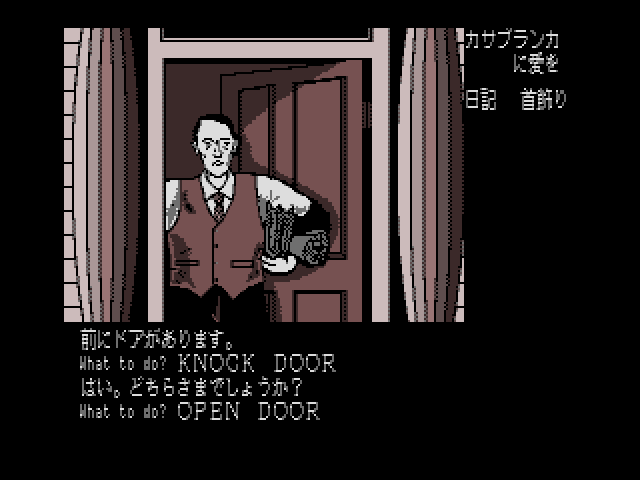 カサブランカ
に愛を
日記 首飾り
前にドアがあります。
What to do? KNOCK DOOR
はい。どちらさまでしょうか?
What to do? OPEN DOOR